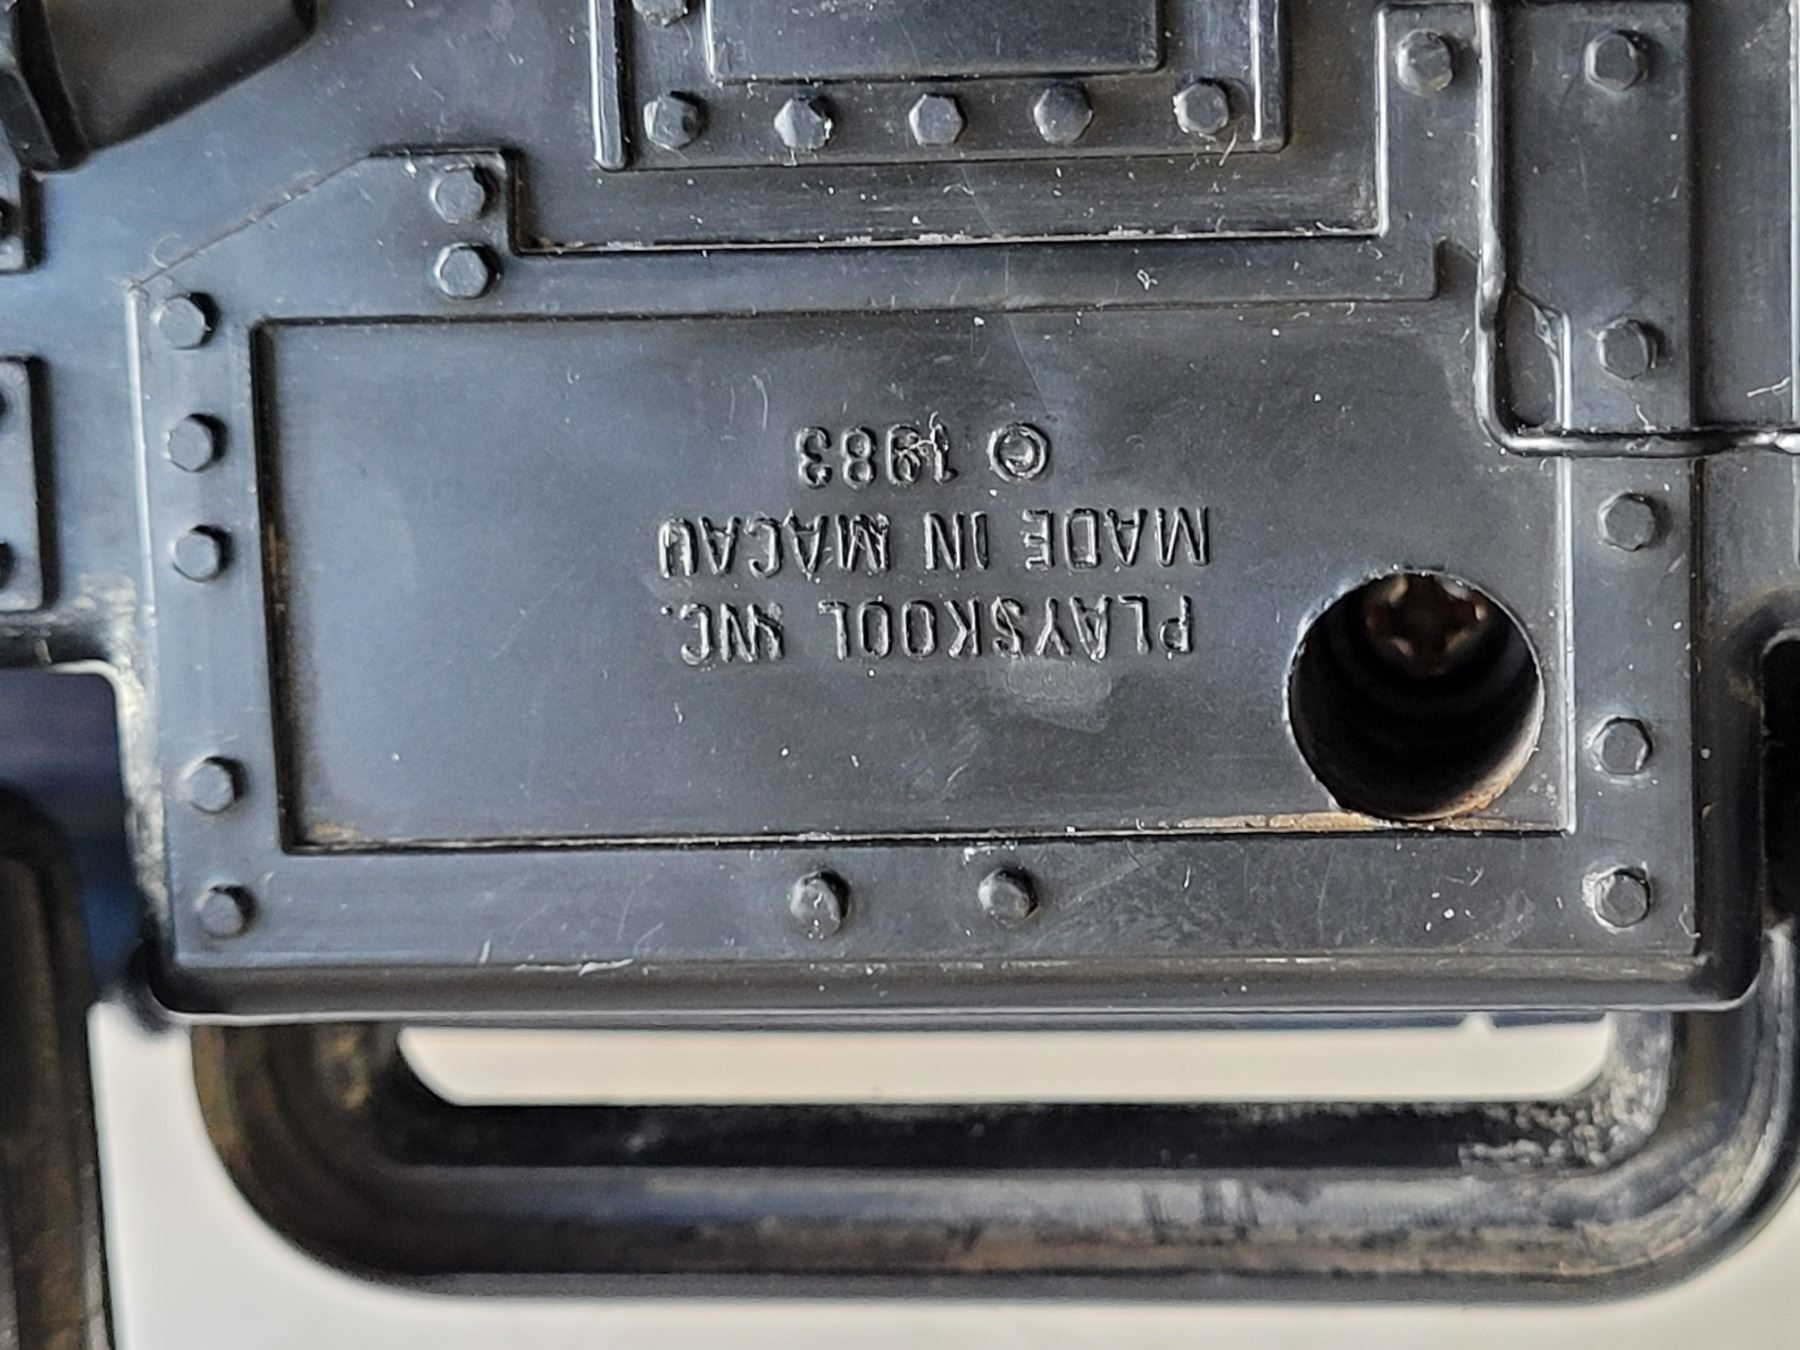 PLAYSKOOL INC.
MADE IN MACAU
© 1983